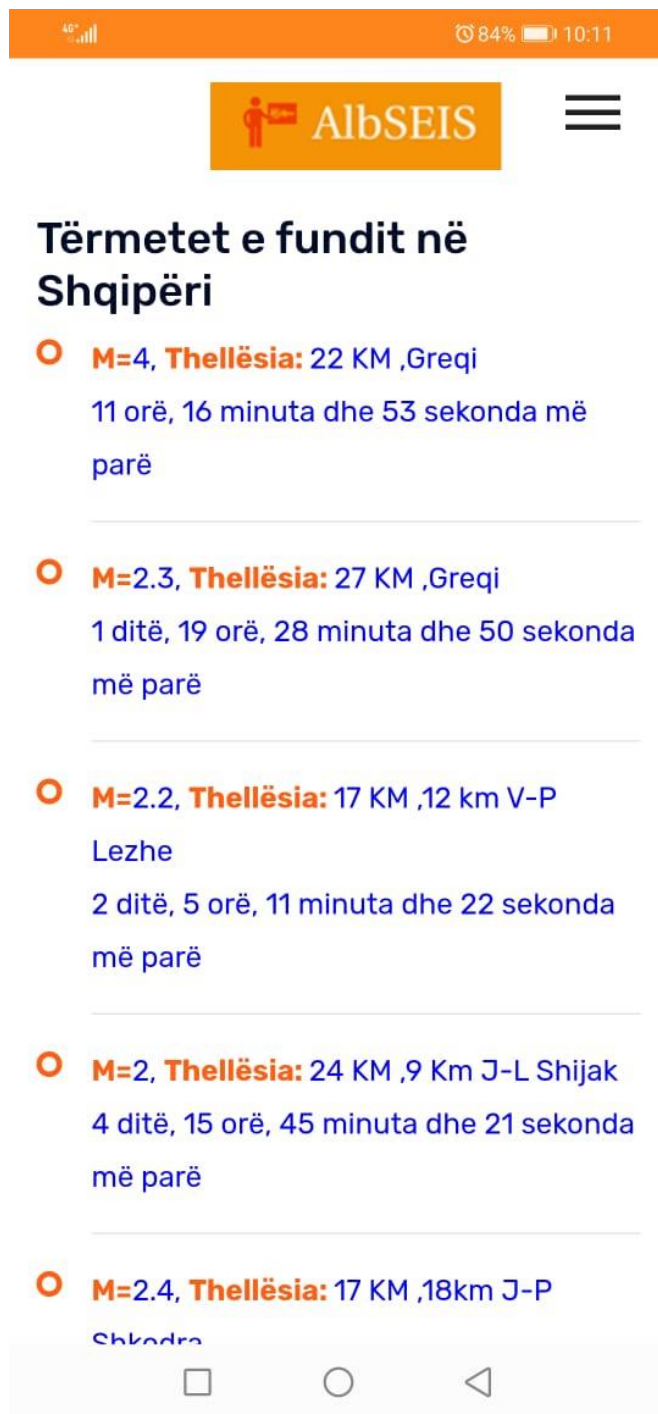 4G+ 84% 10:11
AlbSEIS
Tërmetet e fundit në
Shqipëri
M=4, Thellësia: 22 KM ,Greqi
11 orë, 16 minuta dhe 53 sekonda më
parë
M=2.3, Thellësia: 27 KM ,Greqi
1 ditë, 19 orë, 28 minuta dhe 50 sekonda
më parë
M=2.2, Thellësia: 17 KM ,12 km V-P
Lezhe
2 ditë, 5 orë, 11 minuta dhe 22 sekonda
më parë
M=2, Thellësia: 24 KM ,9 Km J-L Shijak
4 ditë, 15 orë, 45 minuta dhe 21 sekonda
më parë
M=2.4, Thellësia: 17 KM ,18km J-P
Shkodra